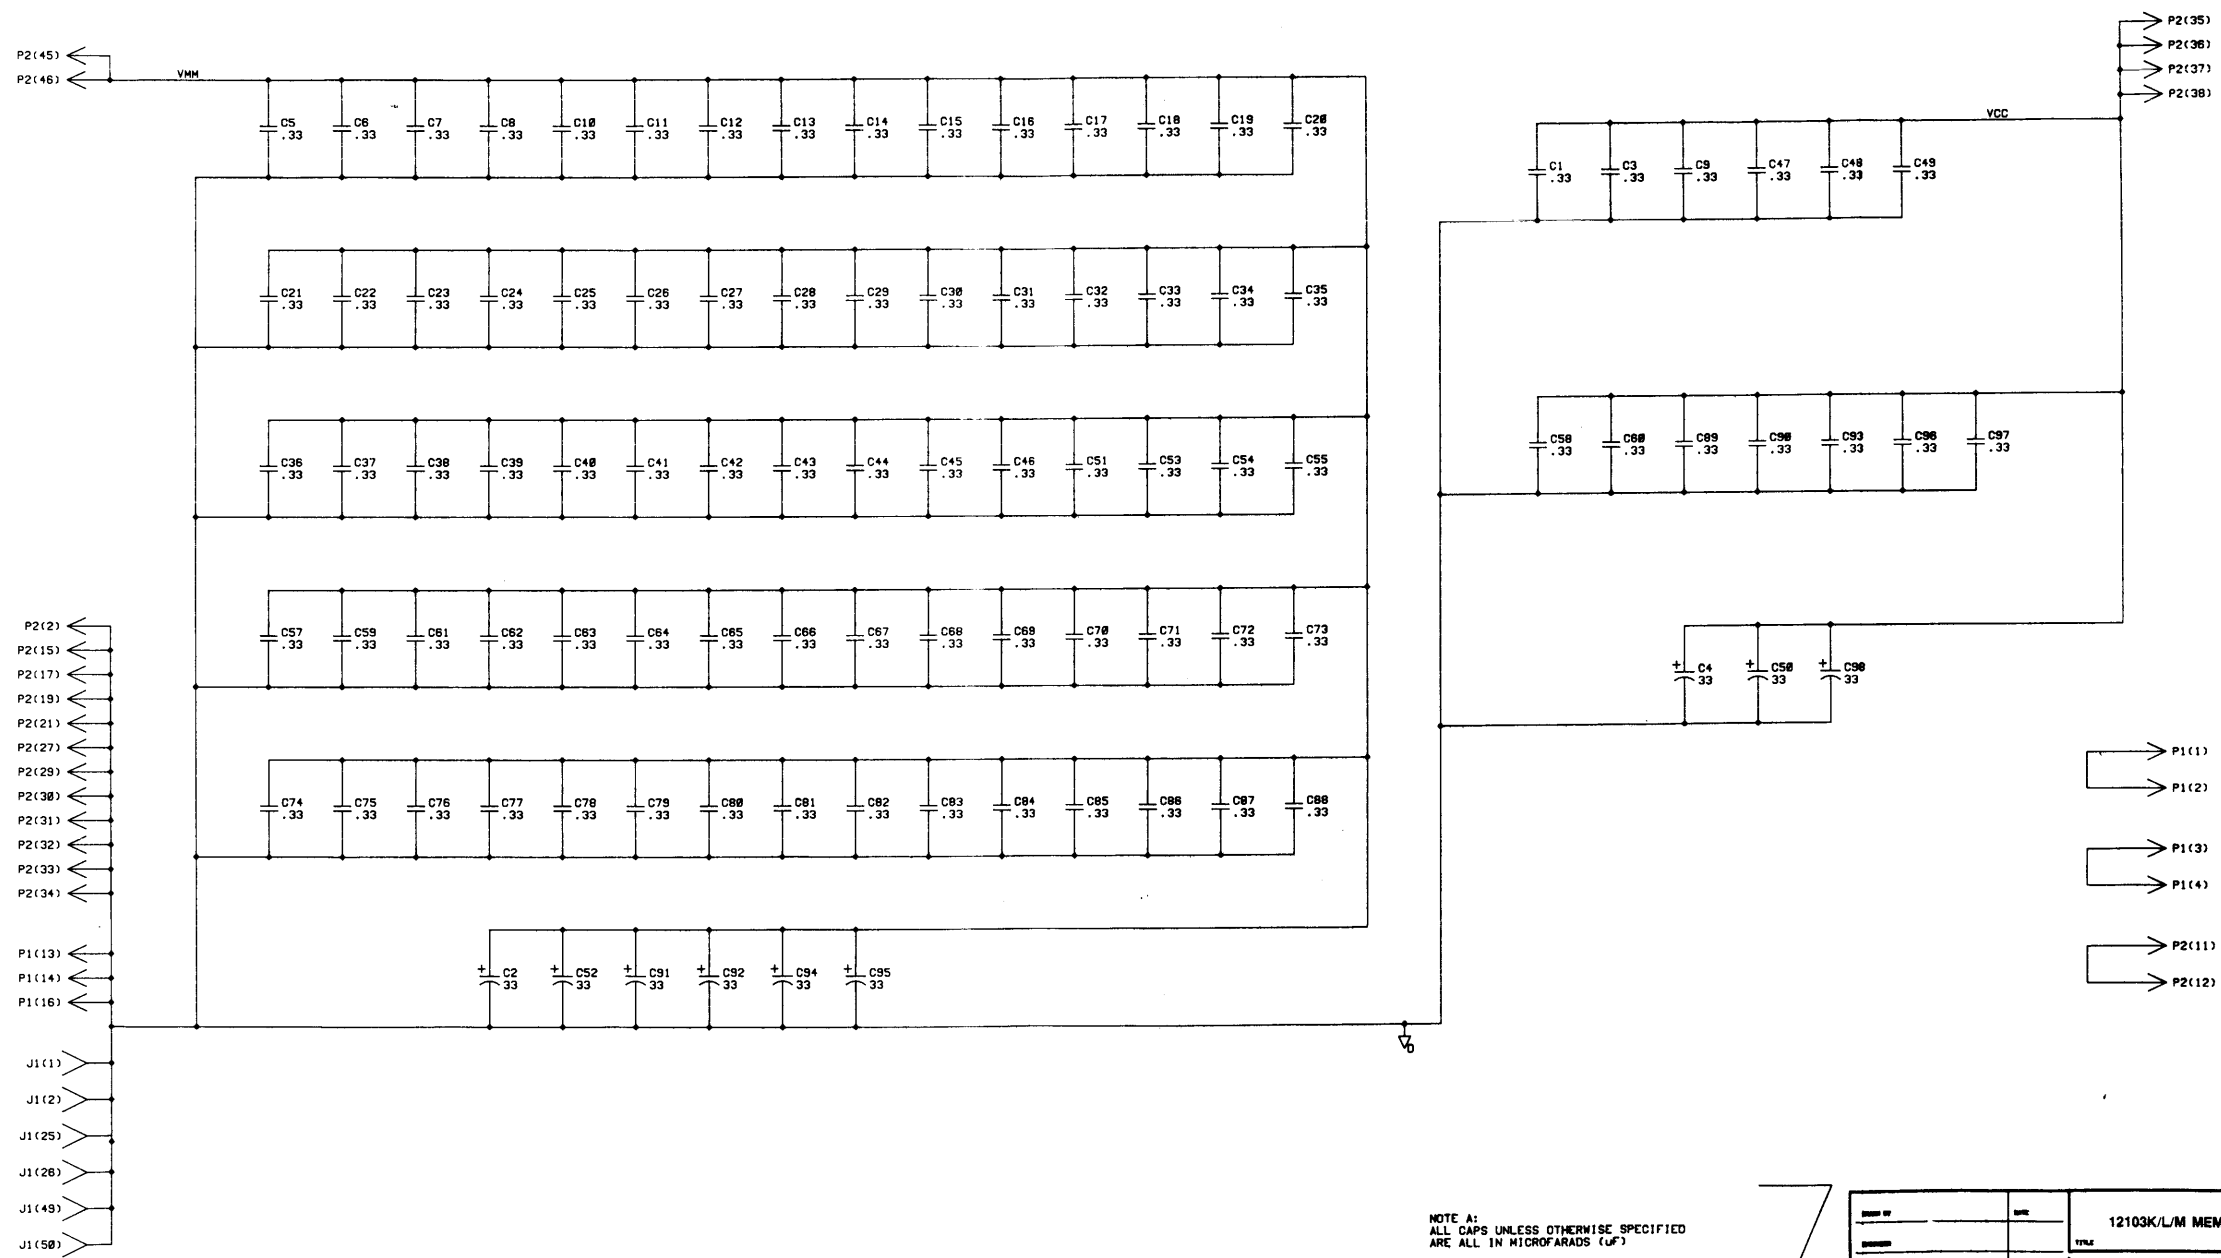 P2(45)
P2(46)
VMM
C5 C6 C7 C8 C10 C11 C12 C13 C14 C15 C16 C17 C18 C19 C20
.33 .33 .33 .33 .33 .33 .33 .33 .33 .33 .33 .33 .33 .33 .33
C21 C22 C23 C24 C25 C26 C27 C28 C29 C30 C31 C32 C33 C34 C35
.33 .33 .33 .33 .33 .33 .33 .33 .33 .33 .33 .33 .33 .33 .33
C36 C37 C38 C39 C40 C41 C42 C43 C44 C45 C46 C51 C53 C54 C55
.33 .33 .33 .33 .33 .33 .33 .33 .33 .33 .33 .33 .33 .33 .33
C57 C59 C61 C62 C63 C64 C65 C66 C67 C68 C69 C70 C71 C72 C73
.33 .33 .33 .33 .33 .33 .33 .33 .33 .33 .33 .33 .33 .33 .33
C74 C75 C76 C77 C78 C79 C80 C81 C82 C83 C84 C85 C86 C87 C88
.33 .33 .33 .33 .33 .33 .33 .33 .33 .33 .33 .33 .33 .33 .33
+ C2 + C52 + C91 + C92 + C94 + C95
33 33 33 33 33 33
P2(2)
P2(15)
P2(17)
P2(19)
P2(21)
P2(27)
P2(29)
P2(30)
P2(31)
P2(32)
P2(33)
P2(34)
P1(13)
P1(14)
P1(16)
J1(1)
J1(2)
J1(25)
J1(26)
J1(49)
J1(50)
D
P2(35)
P2(36)
P2(37)
P2(38)
VCC
C1 C3 C9 C47 C48 C49
.33 .33 .33 .33 .33 .33
C58 C60 C89 C90 C93 C96 C97
.33 .33 .33 .33 .33 .33 .33
+ C4 + C50 + C98
33 33 33
P1(1)
P1(2)
P1(3)
P1(4)
P2(11)
P2(12)
NOTE A:
ALL CAPS UNLESS OTHERWISE SPECIFIED
ARE ALL IN MICROFARADS (uF)
DATE
12103K/L/M MEM
TITLE